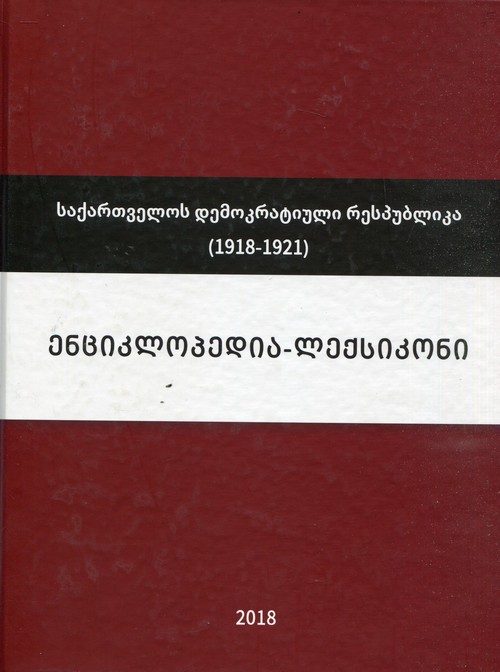 საქართველოს დემოკრატიული რესპუბლიკა
(1918-1921)
ენციკლოპედია-ლექსიკონი
2018